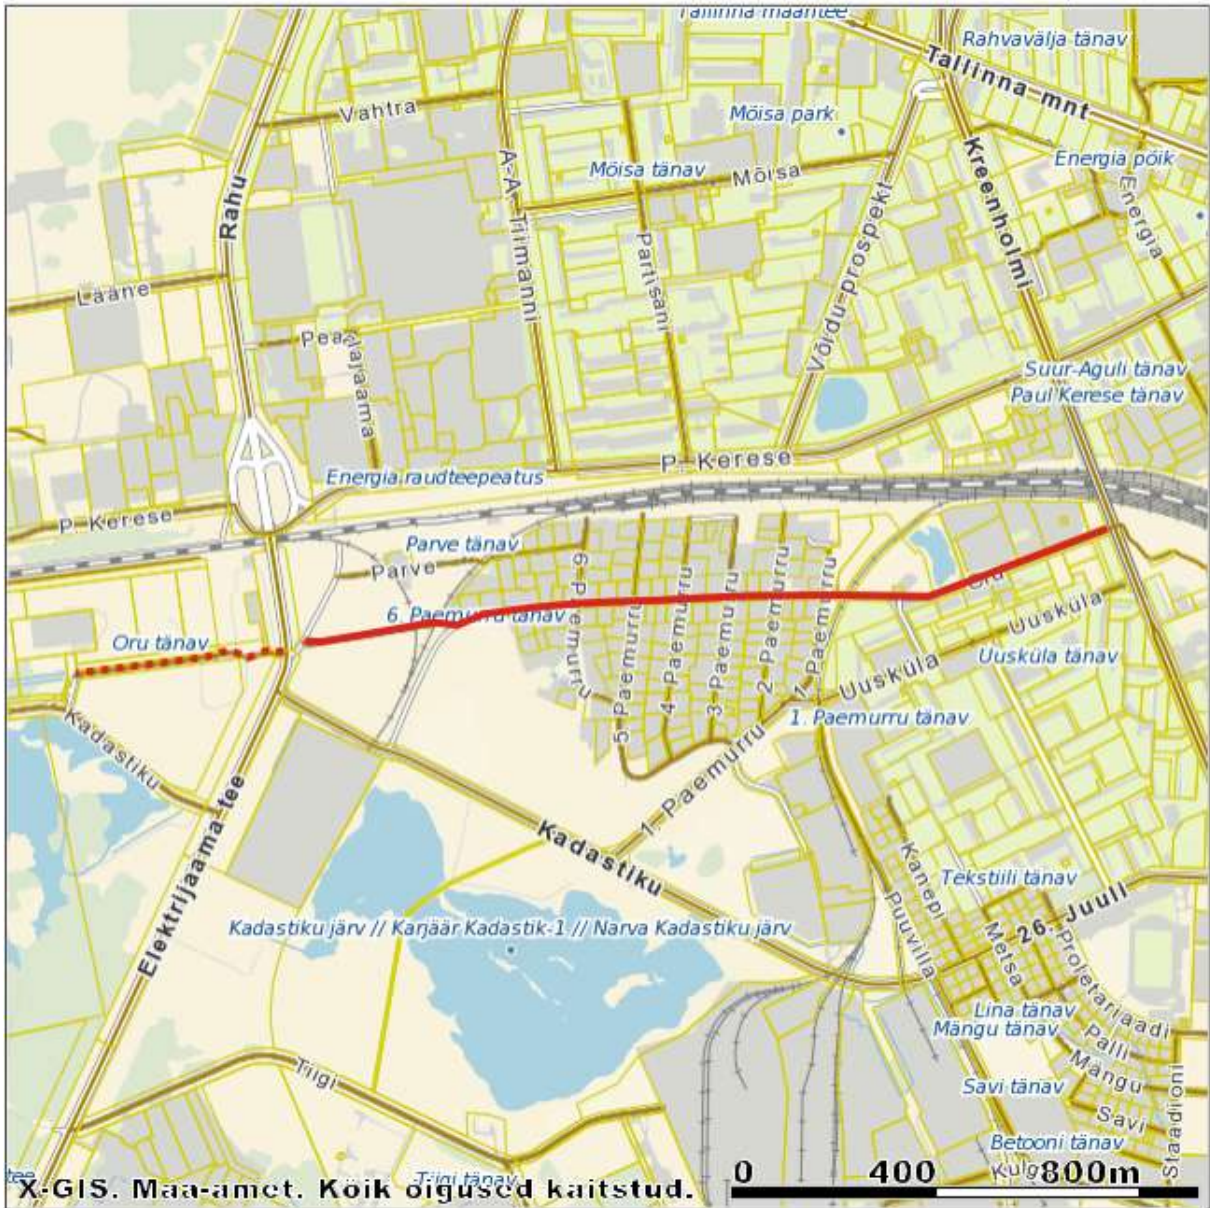 Tallinna maantee
Rahvavälja tänav
Tallinna mnt
Vahtra
Mõisa park
A-A. Tiimanni
Kreenholmi
Energia põik
Mõisa tänav
Mõisa
Energia
Rahu
Võidu prospekt
Partisani
Lääne
Pea
Suur-Aguli tänav
Paul Kerese tänav
P. Kerese
Energia raudteepeatus
P. Kerese
Parve tänav
Parve
6. Paemurru
Oru
6. Paemurru tänav
Uusküla
5. Paemurru
4. Paemurru
3. Paemurru
2. Paemurru
1. Paemurru
Oru tänav
Uusküla tänav
Uusküla
1. Paemurru tänav
Kadastiku
1. Paemurru
Kadastiku
Elektrijaama tee
Kanepi
Tekstiili tänav
Puuvilla
26. Juuli
Kadastiku järv // Karjäär Kadastik-1 // Narva Kadastiku järv
Metsa
Proletariaadi
Lina tänav
Mängu tänav
Palli
Mängu
Tiigi
Savi tänav
Savi
Staadioni
Betooni tänav
tee
Tiigi tänav
X-GIS. Maa-amet. Kõik õigused kaitstud.
0 400 800m